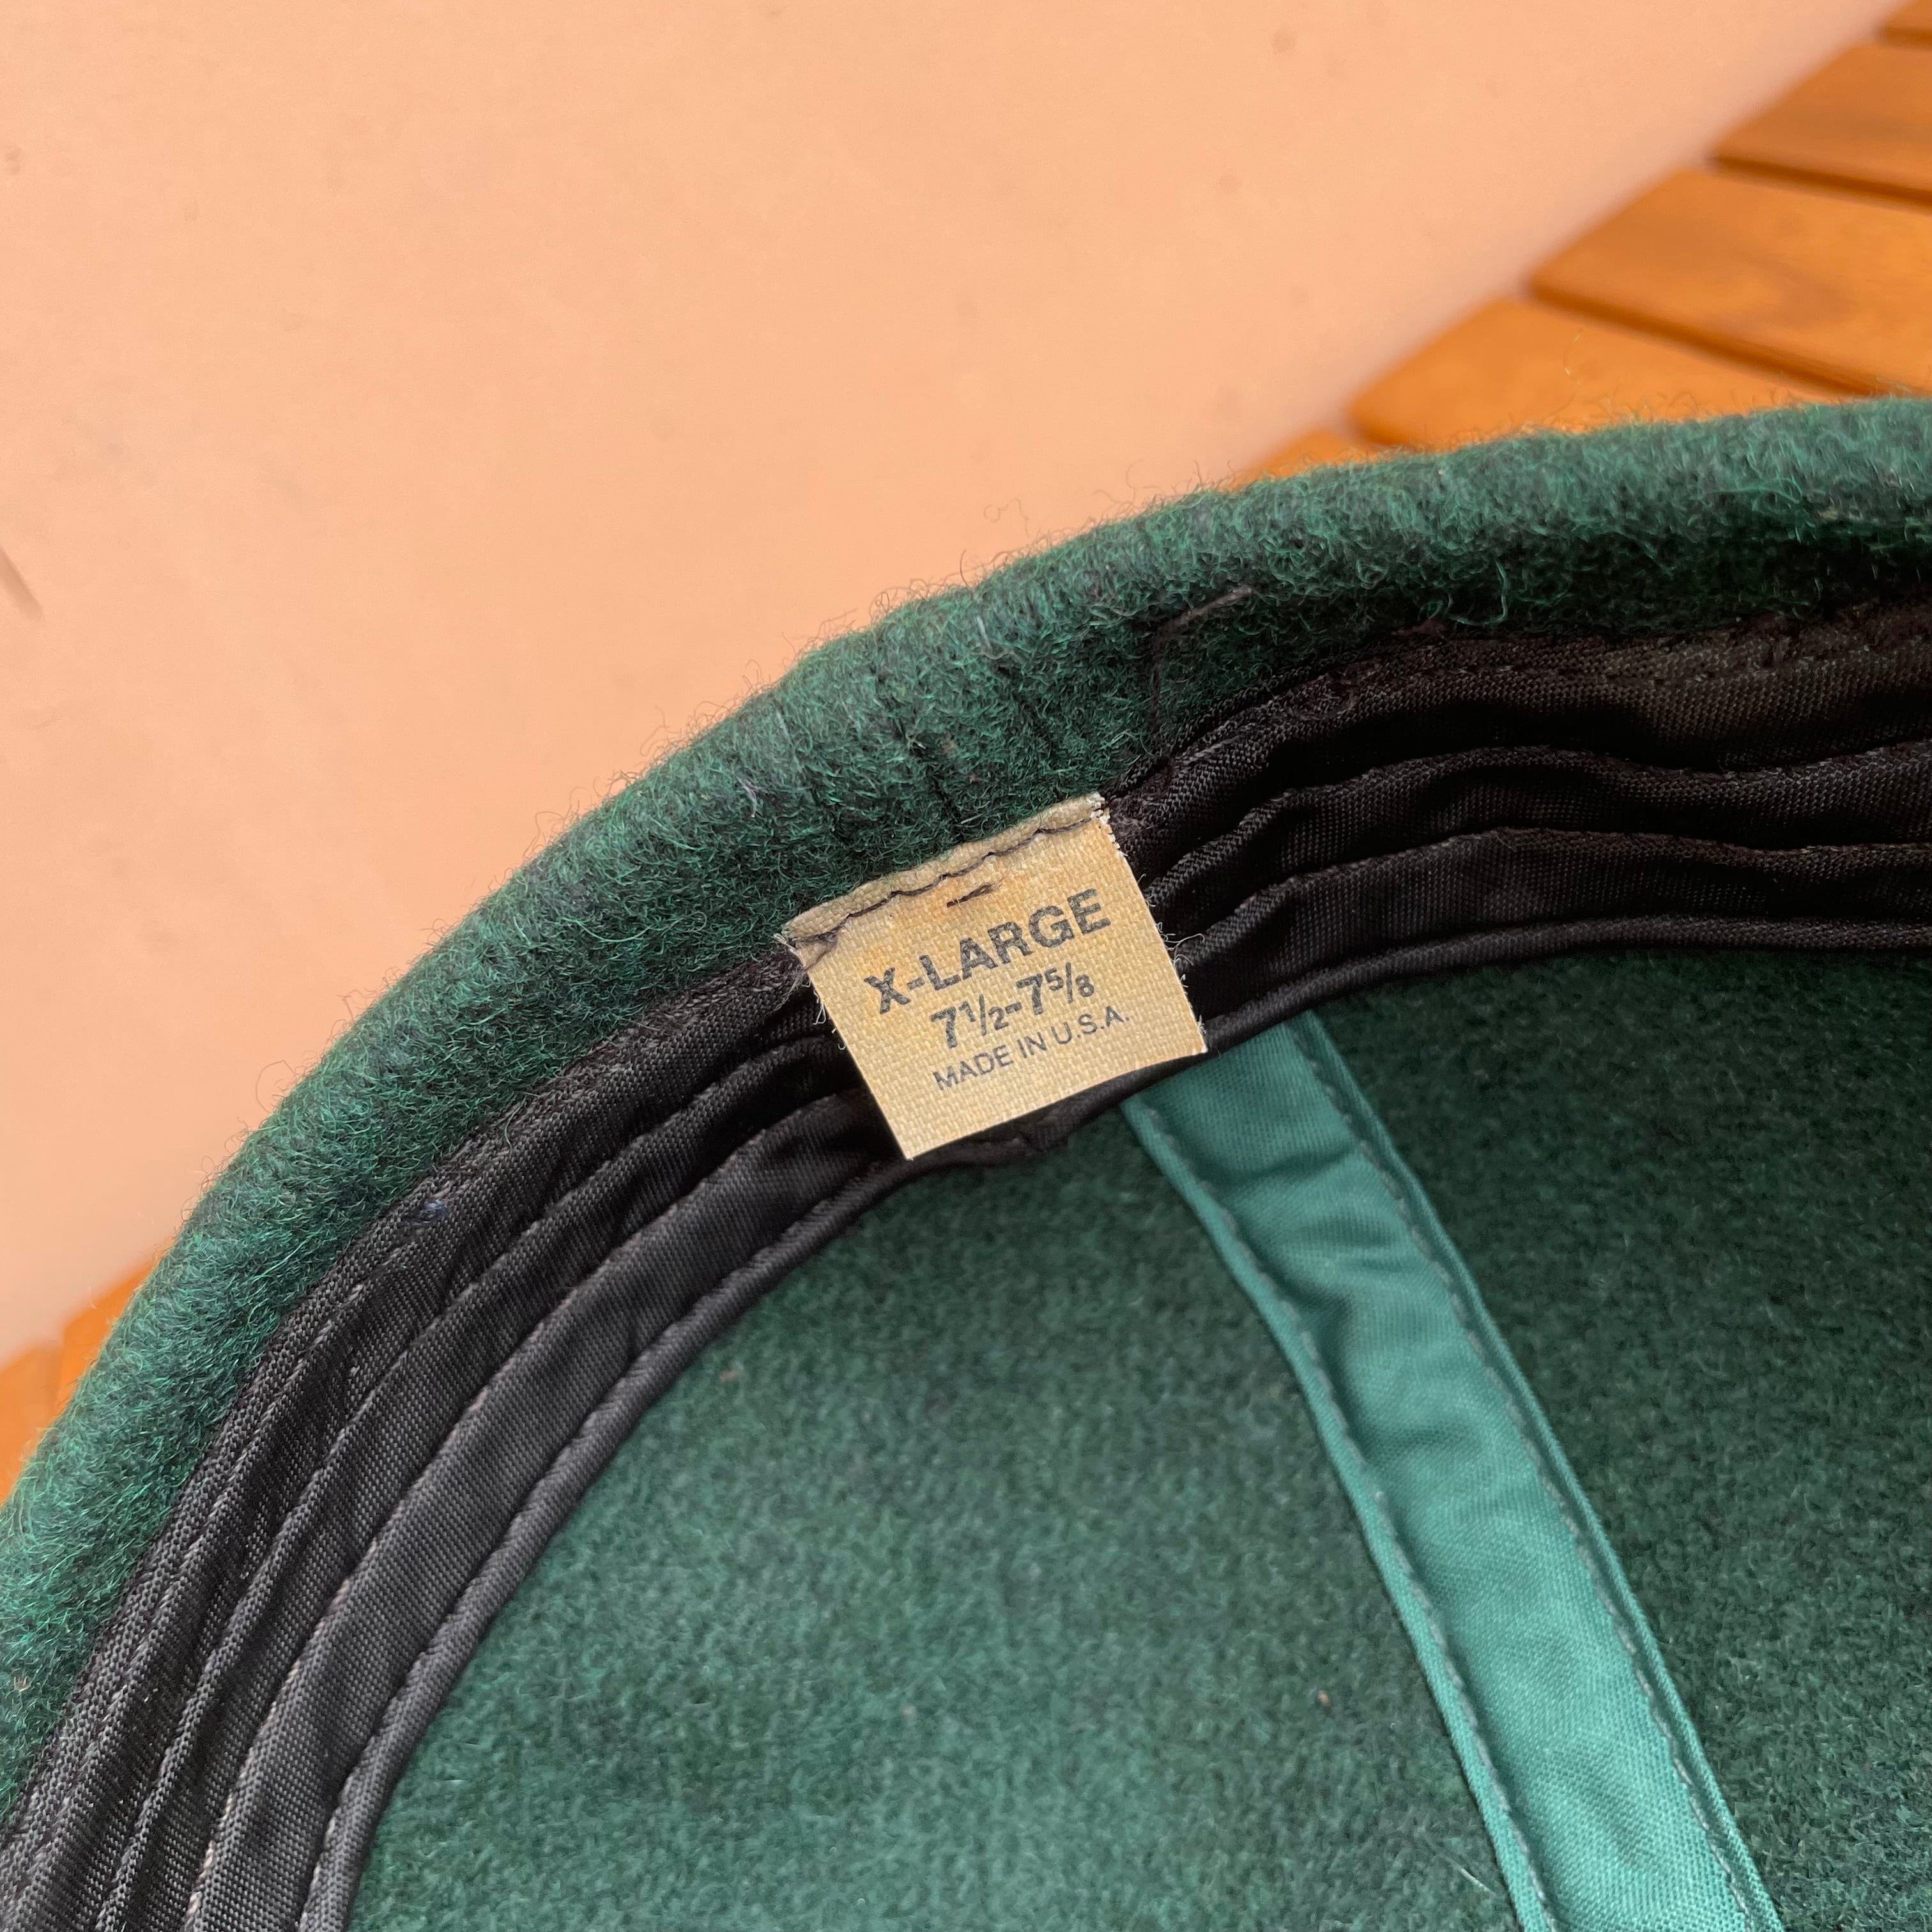 X-LARGE
7½-7⅝
MADE IN U.S.A.